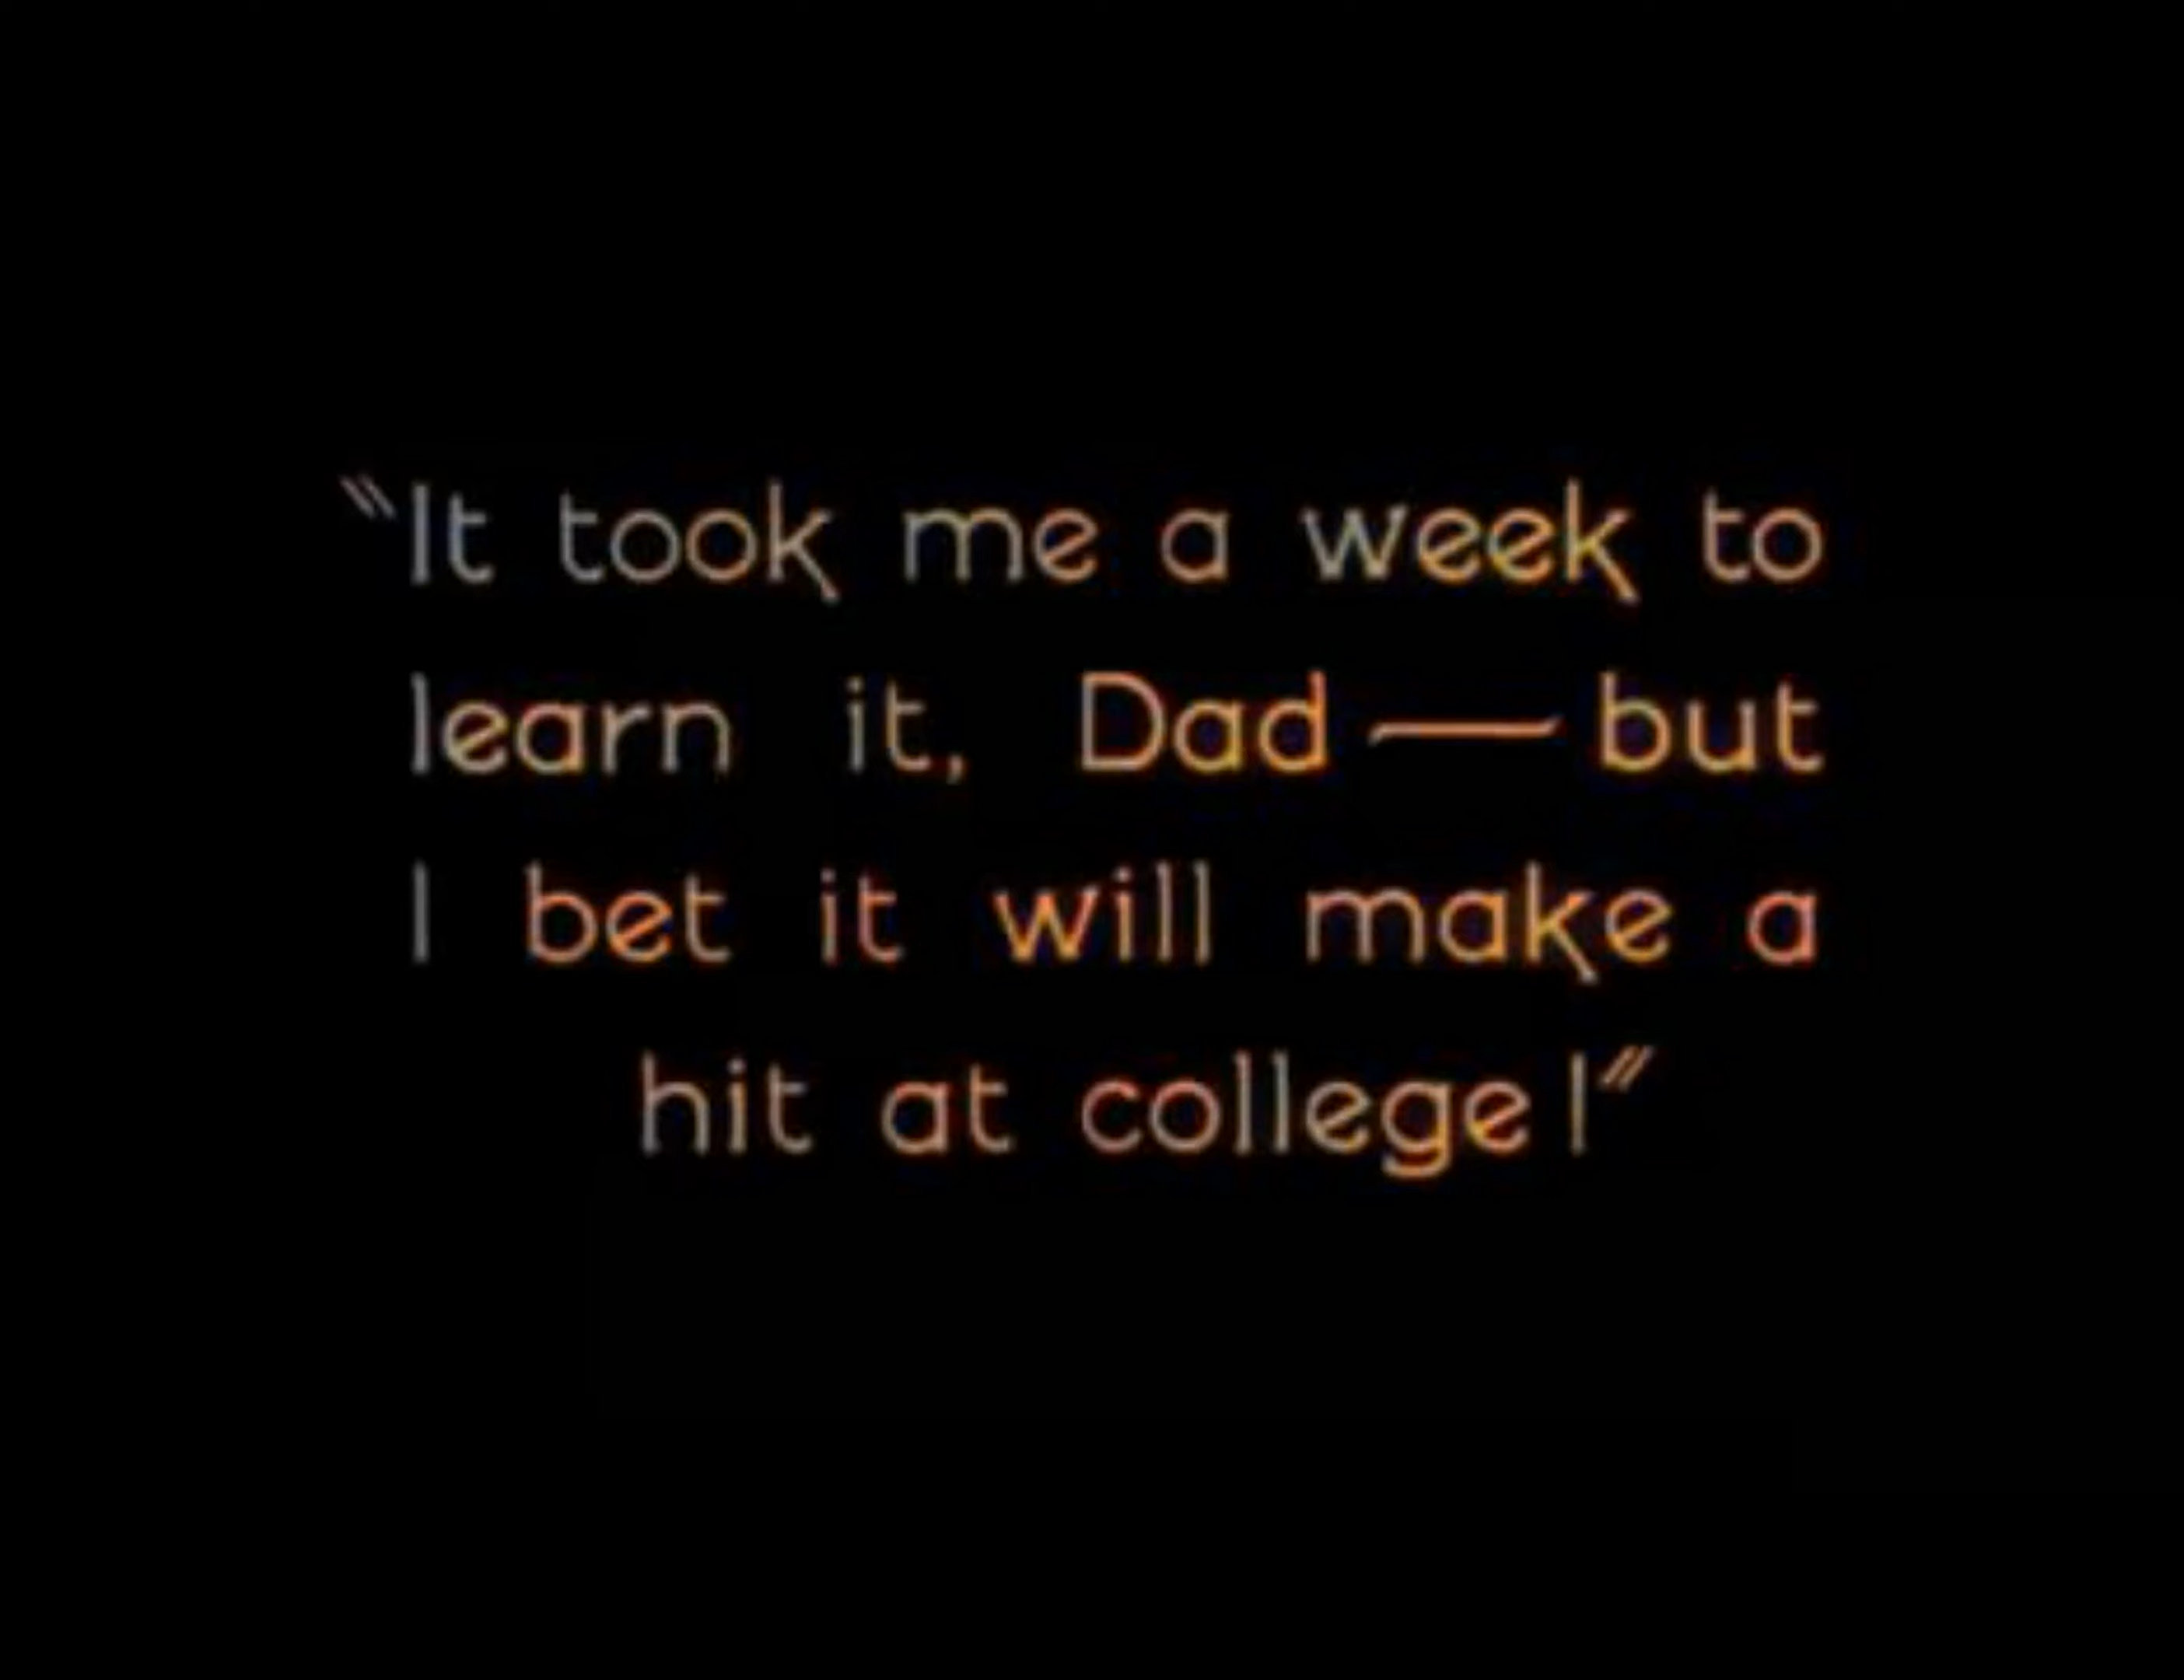 "It took me a week to
learn it, Dad — but
I bet it will make a
hit at college!"